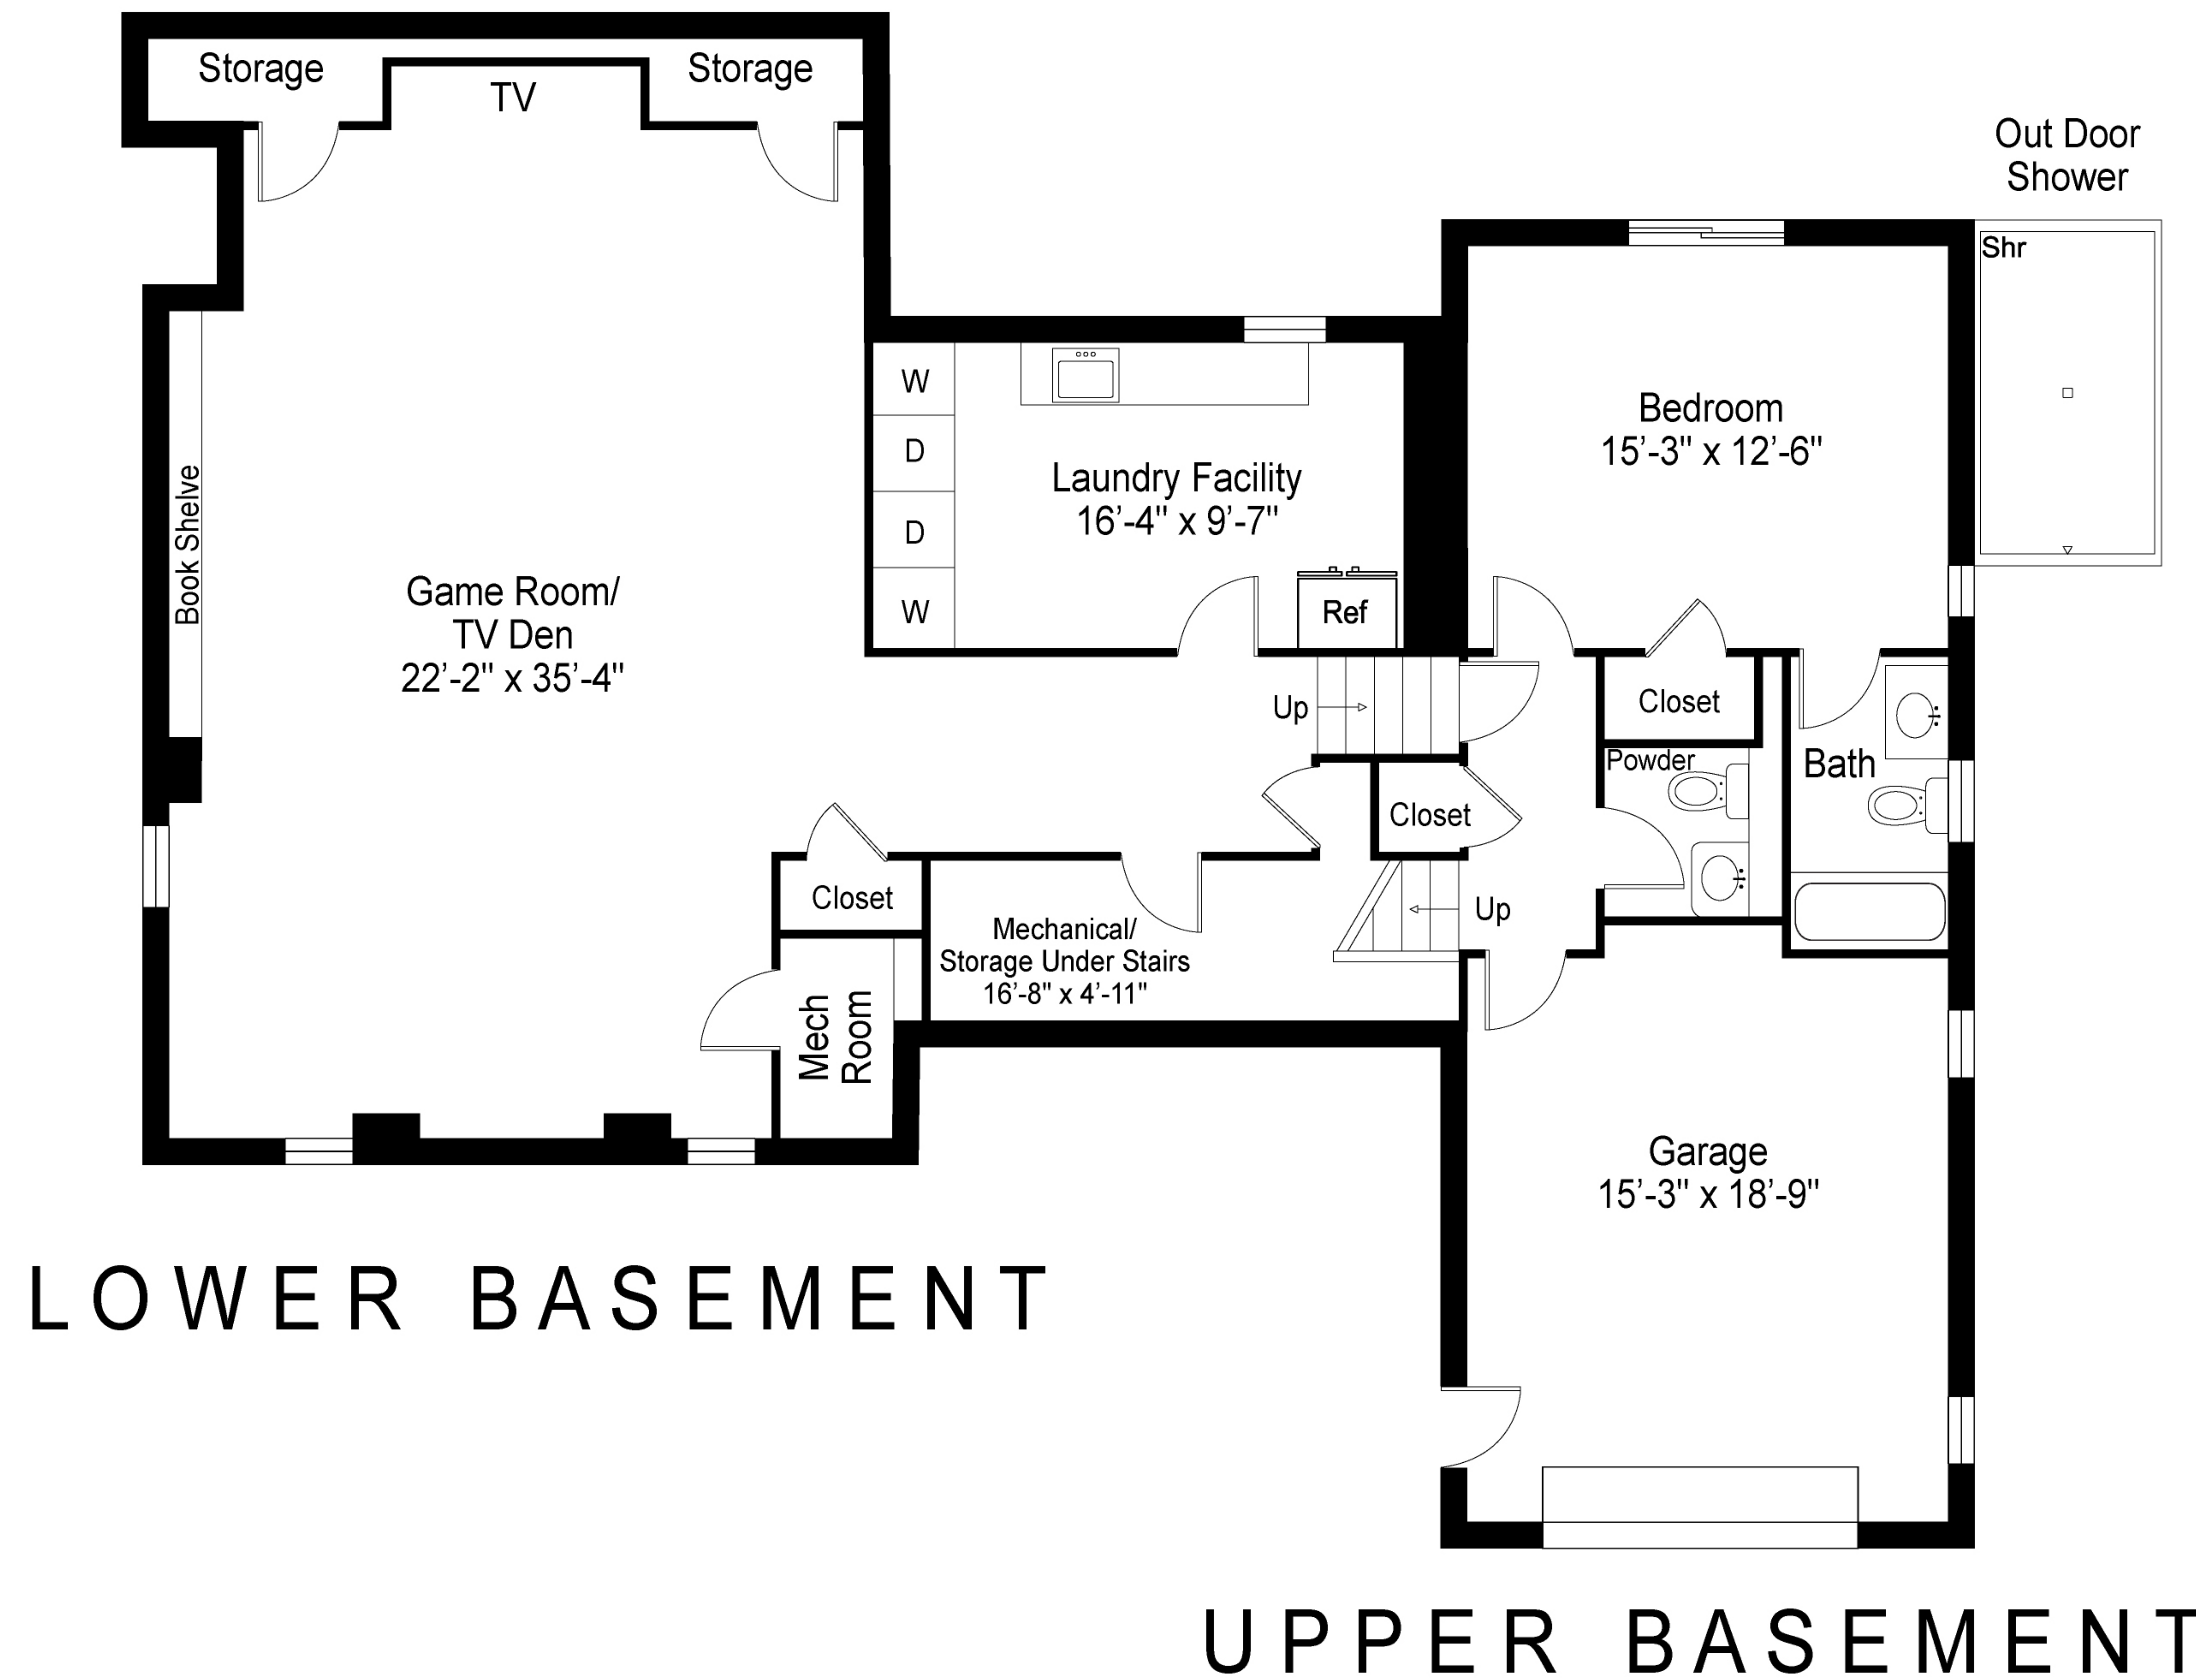 Storage
TV
Storage
Out Door
Shower
Shr
Bedroom
15'-3" x 12'-6"
W
D
D
W
Laundry Facility
16'-4" x 9'-7"
Ref
Book Shelve
Game Room/
TV Den
22'-2" x 35'-4"
Up
Closet
Powder
Bath
Closet
Closet
Up
Mechanical/
Storage Under Stairs
16'-8" x 4'-11"
Mech
Room
Garage
15'-3" x 18'-9"
LOWER BASEMENT
UPPER BASEMENT